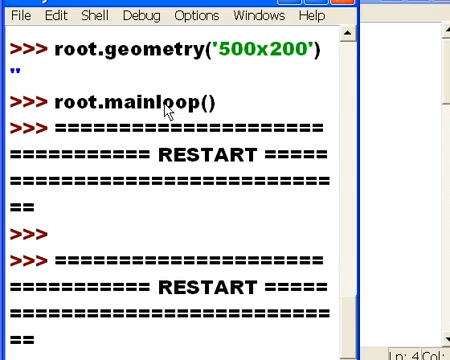 File Edit Shell Debug Options Windows Help
>>> root.geometry('500x200')
''
>>> root.mainloop()
>>> =====================
=========== RESTART =====
=========================
==
>>>
>>> =====================
=========== RESTART =====
=========================
==
Ln: 4 Col: